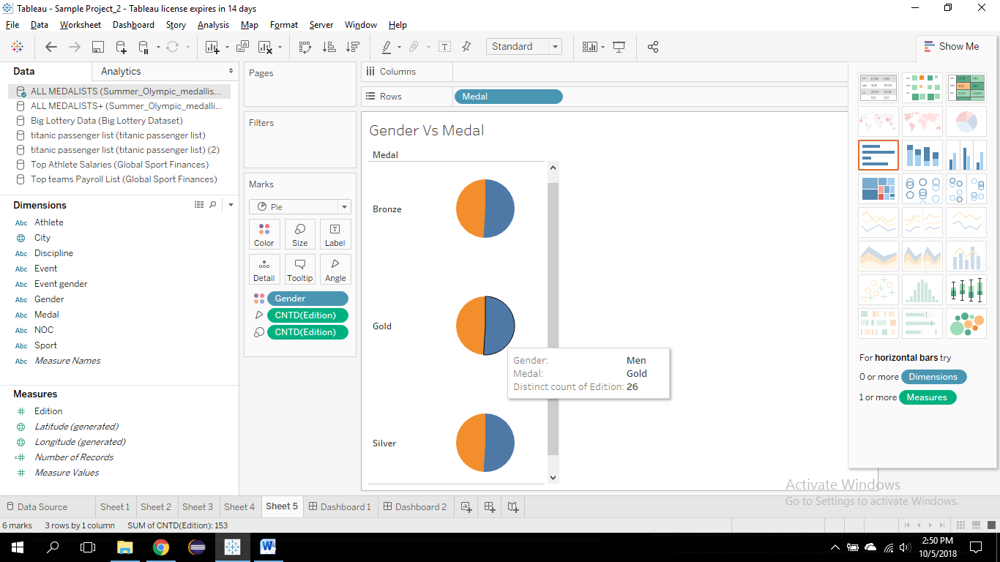 Tableau - Sample Project_2 - Tableau license expires in 14 days
File Data Worksheet Dashboard Story Analysis Map Format Server Window Help
Standard
Show Me
Data Analytics
ALL MEDALISTS (Summer_Olympic_medallis...
ALL MEDALISTS+ (Summer_Olympic_medalli...
Big Lottery Data (Big Lottery Dataset)
titanic passenger list (titanic passenger list)
titanic passenger list (titanic passenger list) (2)
Top Athlete Salaries (Global Sport Finances)
Top teams Payroll List (Global Sport Finances)
Dimensions
Abc Athlete
City
Abc Discipline
Abc Event
Abc Event gender
Abc Gender
Abc Medal
Abc NOC
Abc Sport
Abc Measure Names
Measures
# Edition
Latitude (generated)
Longitude (generated)
=# Number of Records
# Measure Values
Pages
Filters
Marks
Pie
Color Size Label
Detail Tooltip Angle
Gender
CNTD(Edition)
CNTD(Edition)
Columns
Rows Medal
Gender Vs Medal
Medal
Bronze
Gold
Silver
Gender: Men
Medal: Gold
Distinct count of Edition: 26
For horizontal bars try
0 or more Dimensions
1 or more Measures
Activate Windows
Go to Settings to activate Windows.
Data Source Sheet 1 Sheet 2 Sheet 3 Sheet 4 Sheet 5 Dashboard 1 Dashboard 2
6 marks 3 rows by 1 column SUM of CNTD(Edition): 153
2:50 PM
10/5/2018